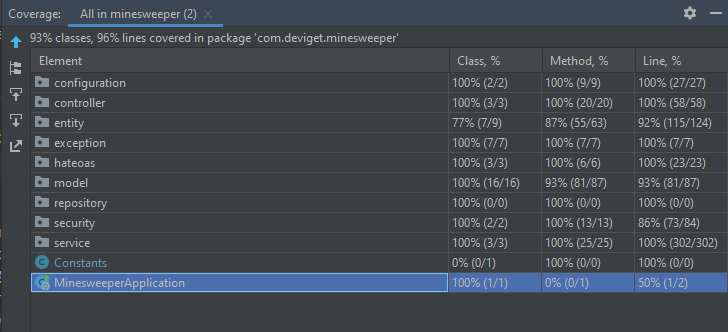 Coverage: All in minesweeper (2)
93% classes, 96% lines covered in package 'com.deviget.minesweeper'
Element Class, % Method, % Line, %
configuration 100% (2/2) 100% (9/9) 100% (27/27)
controller 100% (3/3) 100% (20/20) 100% (58/58)
entity 77% (7/9) 87% (55/63) 92% (115/124)
exception 100% (7/7) 100% (7/7) 100% (7/7)
hateoas 100% (3/3) 100% (6/6) 100% (23/23)
model 100% (16/16) 93% (81/87) 93% (81/87)
repository 100% (0/0) 100% (0/0) 100% (0/0)
security 100% (2/2) 100% (13/13) 86% (73/84)
service 100% (3/3) 100% (25/25) 100% (302/302)
Constants 0% (0/1) 100% (0/0) 100% (0/0)
MinesweeperApplication 100% (1/1) 0% (0/1) 50% (1/2)